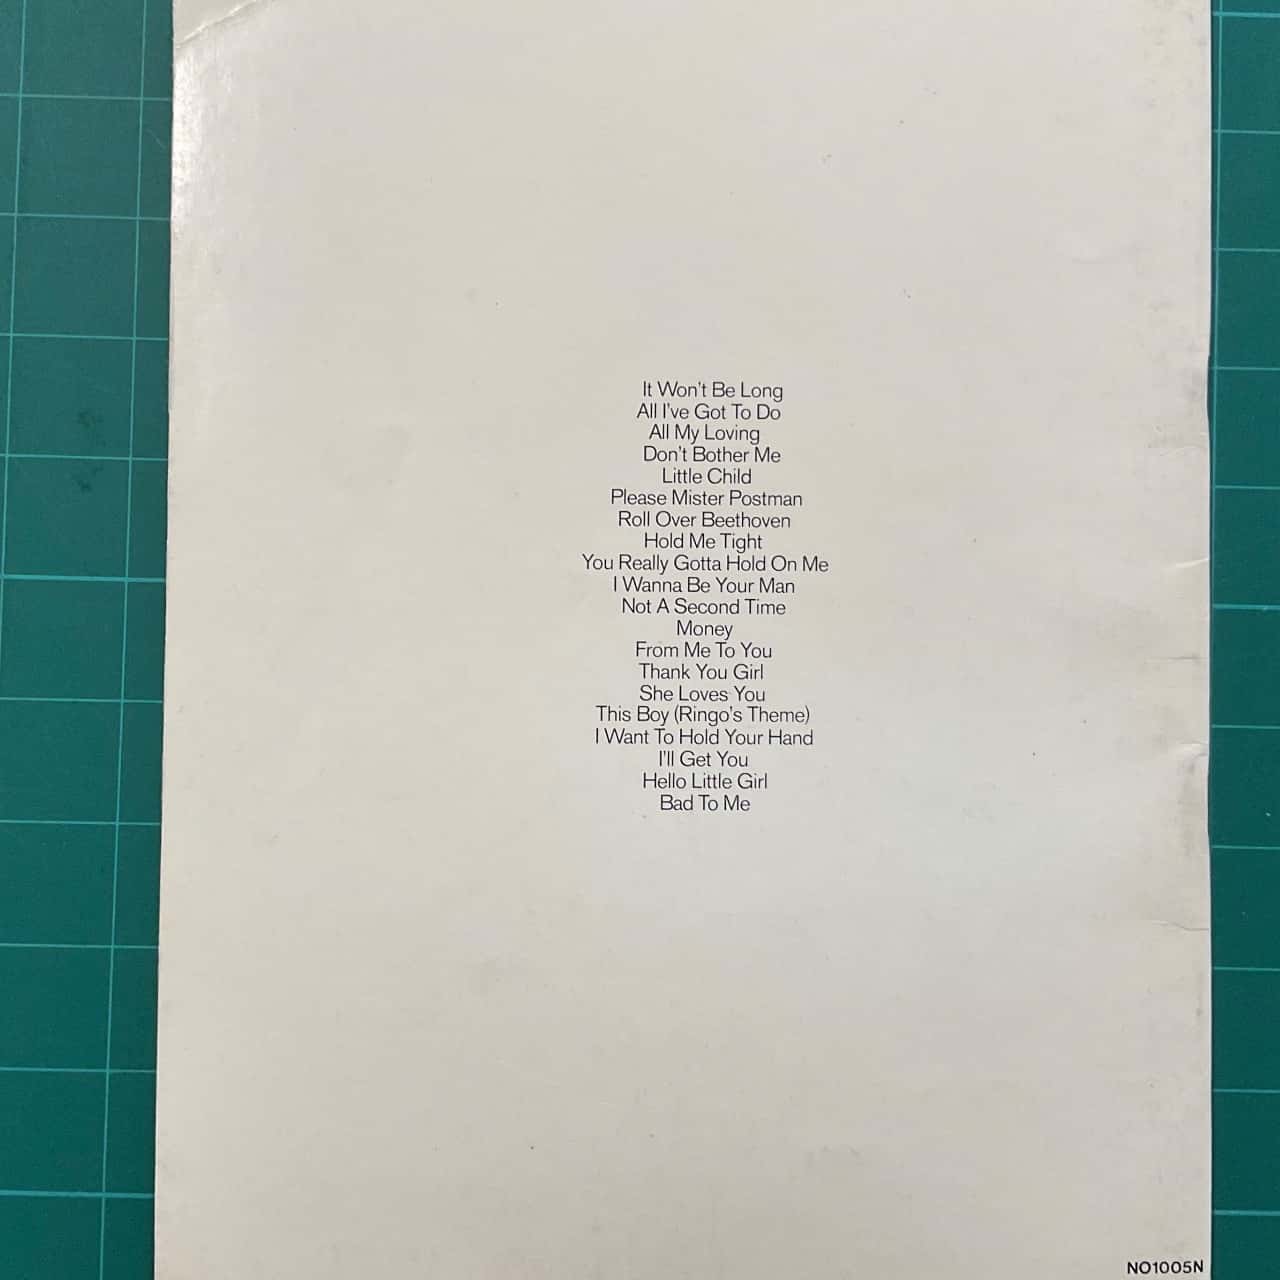 It Won't Be Long
All I've Got To Do
All My Loving
Don't Bother Me
Little Child
Please Mister Postman
Roll Over Beethoven
Hold Me Tight
You Really Gotta Hold On Me
I Wanna Be Your Man
Not A Second Time
Money
From Me To You
Thank You Girl
She Loves You
This Boy (Ringo's Theme)
I Want To Hold Your Hand
I'll Get You
Hello Little Girl
Bad To Me
NO1005N